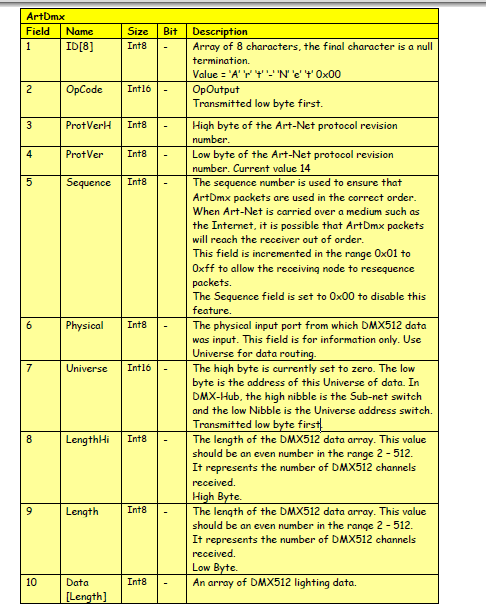 ArtDmx
Field Name Size Bit Description
1 ID[8] Int8 - Array of 8 characters, the final character is a null
termination.
Value = 'A' 'r' 't' '-' 'N' 'e' 't' 0x00
2 OpCode Int16 - OpOutput
Transmitted low byte first.
3 ProtVerH Int8 - High byte of the Art-Net protocol revision
number.
4 ProtVer Int8 - Low byte of the Art-Net protocol revision
number. Current value 14
5 Sequence Int8 - The sequence number is used to ensure that
ArtDmx packets are used in the correct order.
When Art-Net is carried over a medium such as
the Internet, it is possible that ArtDmx packets
will reach the receiver out of order.
This field is incremented in the range 0x01 to
0xff to allow the receiving node to resequence
packets.
The Sequence field is set to 0x00 to disable this
feature.
6 Physical Int8 - The physical input port from which DMX512 data
was input. This field is for information only. Use
Universe for data routing.
7 Universe Int16 - The high byte is currently set to zero. The low
byte is the address of this Universe of data. In
DMX-Hub, the high nibble is the Sub-net switch
and the low Nibble is the Universe address switch.
Transmitted low byte first.
8 LengthHi Int8 - The length of the DMX512 data array. This value
should be an even number in the range 2 – 512.
It represents the number of DMX512 channels
received.
High Byte.
9 Length Int8 - The length of the DMX512 data array. This value
should be an even number in the range 2 – 512.
It represents the number of DMX512 channels
received.
Low Byte.
10 Data Int8 - An array of DMX512 lighting data.
[Length]